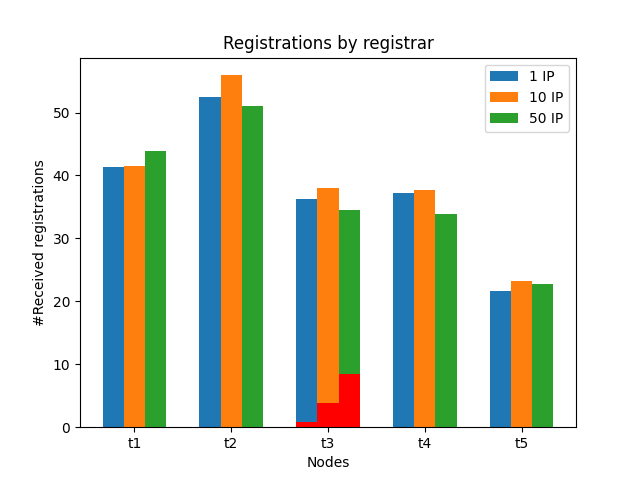 Registrations by registrar
1 IP
10 IP
50 IP
#Received registrations
50
40
30
20
10
0
t1 t2 t3 t4 t5
Nodes